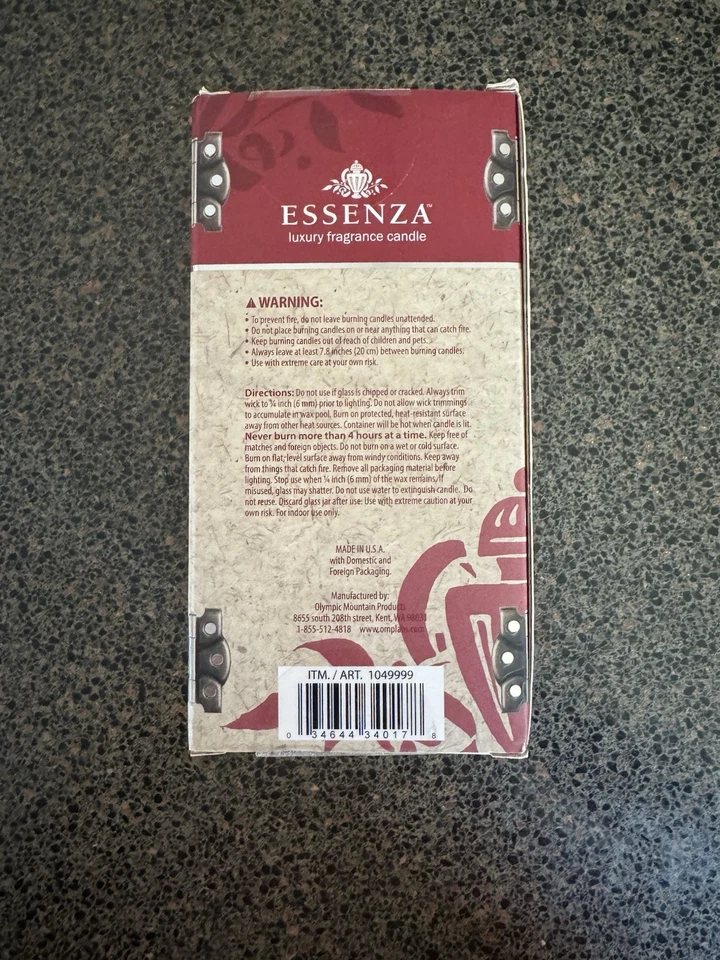 ESSENZA™
luxury fragrance candle
⚠ WARNING:
• To prevent fire, do not leave burning candles unattended.
• Do not place burning candles on or near anything that can catch fire.
• Keep burning candles out of reach of children and pets.
• Always leave at least 7.8 inches (20 cm) between burning candles.
• Use with extreme care at your own risk.
Directions: Do not use if glass is chipped or cracked. Always trim
wick to ¼ inch (6 mm) prior to lighting. Do not allow wick trimmings
to accumulate in wax pool. Burn on protected, heat-resistant surface
away from other heat sources. Container will be hot when candle is lit.
Never burn more than 4 hours at a time. Keep free of
matches and foreign objects. Do not burn on a wet or cold surface.
Burn on flat, level surface away from windy conditions. Keep away
from things that catch fire. Remove all packaging material before
lighting. Stop use when ¼ inch (6 mm) of the wax remains. If
misused, glass may shatter. Do not use water to extinguish candle. Do
not reuse. Discard glass jar after use. Use with extreme caution at your
own risk. For indoor use only.
MADE IN U.S.A.
with Domestic and
Foreign Packaging.
Manufactured by:
Olympic Mountain Products
8655 south 208th street, Kent, WA 98031
1-855-512-4818 www.omplabs.com
ITM. / ART. 1049999
0 34644 34017 8